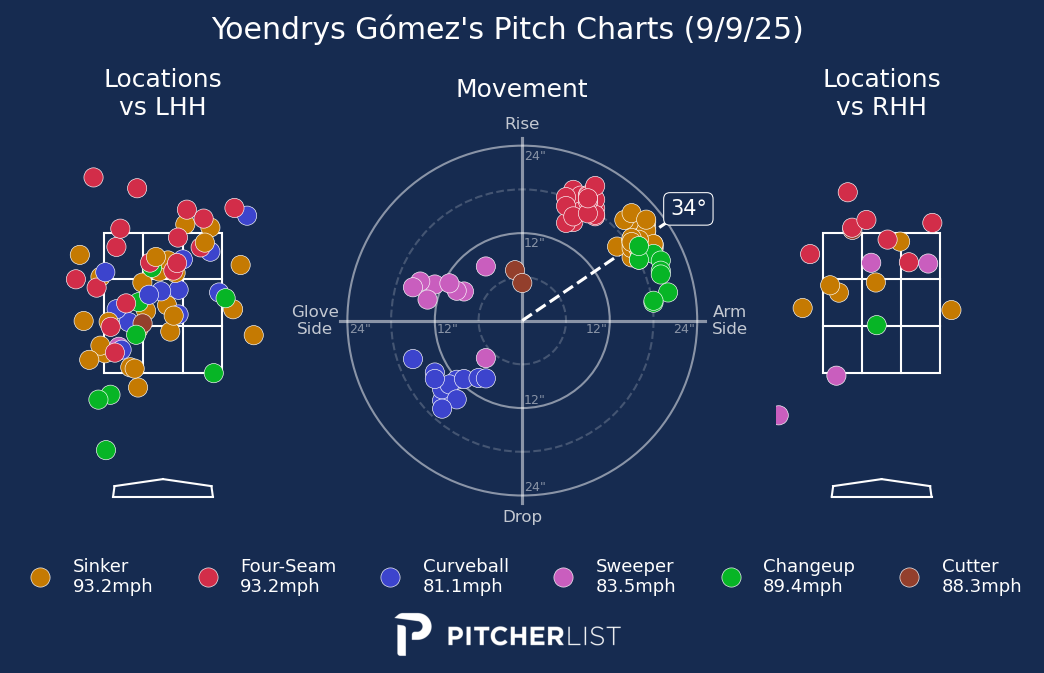 Yoendrys Gómez's Pitch Charts (9/9/25)
Locations
vs LHH
Movement
Locations
vs RHH
Rise
24"
12"
34°
Glove
Side
24"
12"
12"
24"
Arm
Side
12"
24"
Drop
Sinker
93.2mph
Four-Seam
93.2mph
Curveball
81.1mph
Sweeper
83.5mph
Changeup
89.4mph
Cutter
88.3mph
PITCHERLIST